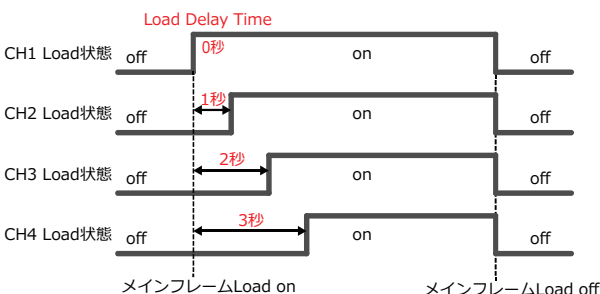 Load Delay Time
CH1 Load状態 off 0秒 on off
CH2 Load状態 off 1秒 on off
CH3 Load状態 off 2秒 on off
CH4 Load状態 off 3秒 on off
メインフレームLoad on メインフレームLoad off